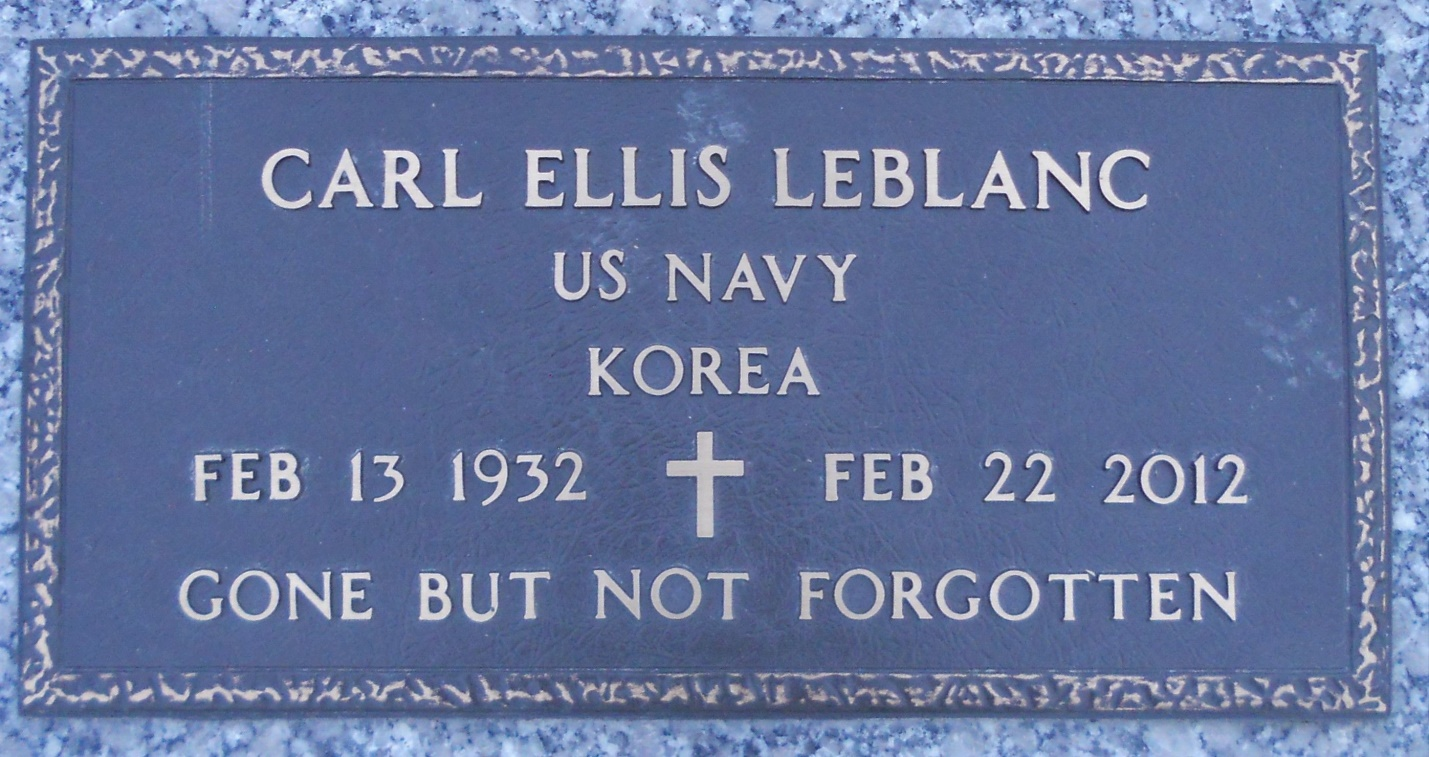 CARL ELLIS LEBLANC
US NAVY
KOREA
FEB 13 1932 FEB 22 2012
GONE BUT NOT FORGOTTEN